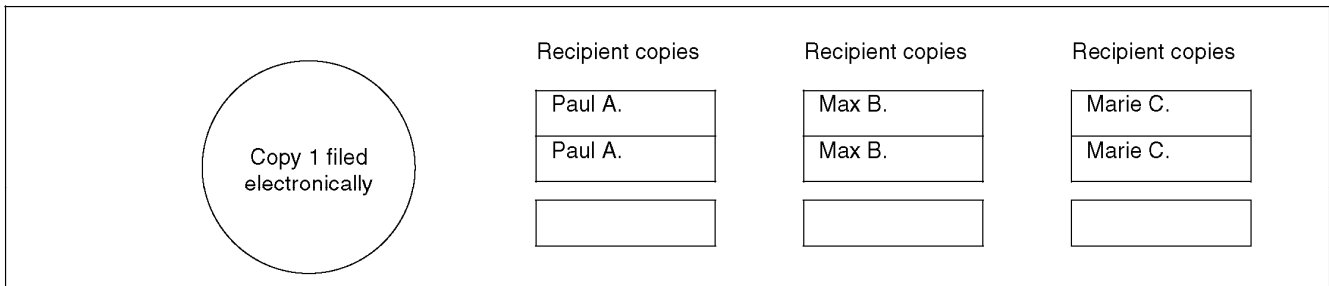 Recipient copies
Recipient copies
Recipient copies
Paul A.
Max B.
Marie C.
Copy 1 filed
electronically
Paul A.
Max B.
Marie C.